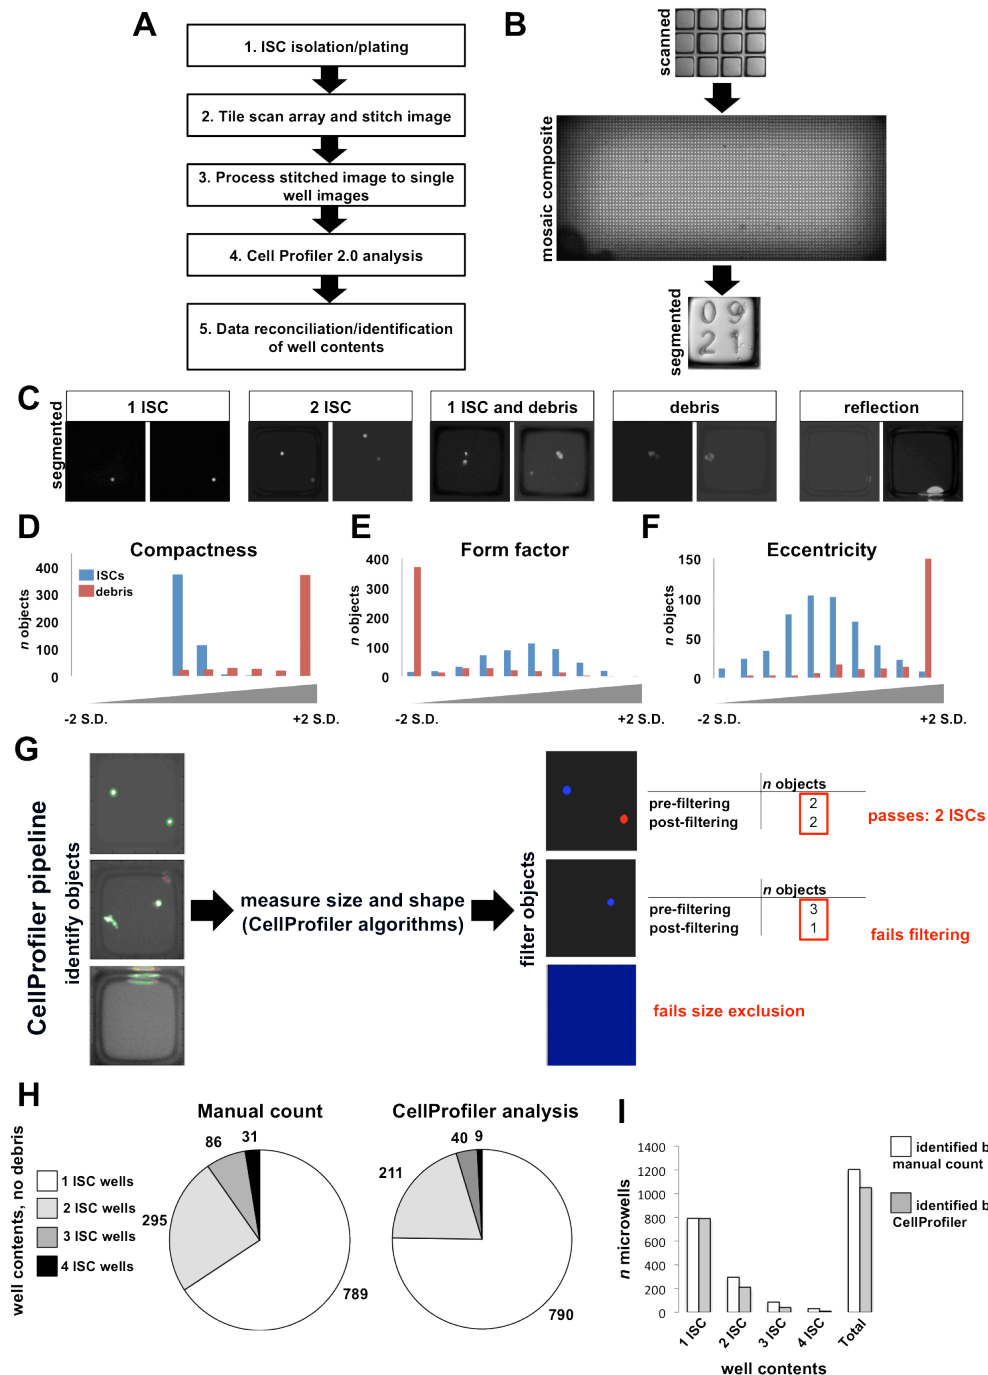 A
1. ISC isolation/plating
2. Tile scan array and stitch image
3. Process stitched image to single
well images
4. Cell Profiler 2.0 analysis
5. Data reconciliation/identification
of well contents
B
scanned
mosaic composite
segmented
09
21
C
segmented
1 ISC
2 ISC
1 ISC and debris
debris
reflection
D
Compactness
n objects
400
300
200
100
0
ISCs
debris
-2 S.D.
+2 S.D.
E
Form factor
n objects
400
300
200
100
0
-2 S.D.
+2 S.D.
F
Eccentricity
n objects
150
100
50
0
-2 S.D.
+2 S.D.
G
CellProfiler pipeline
identify objects
measure size and shape
(CellProfiler algorithms)
filter objects
n objects
pre-filtering 2
post-filtering 2
passes: 2 ISCs
n objects
pre-filtering 3
post-filtering 1
fails filtering
fails size exclusion
H
well contents, no debris
1 ISC wells
2 ISC wells
3 ISC wells
4 ISC wells
Manual count
31
86
295
789
CellProfiler analysis
9
40
211
790
I
n microwells
1400
1200
1000
800
600
400
200
0
1 ISC
2 ISC
3 ISC
4 ISC
Total
well contents
identified b
manual count
identified b
CellProfiler